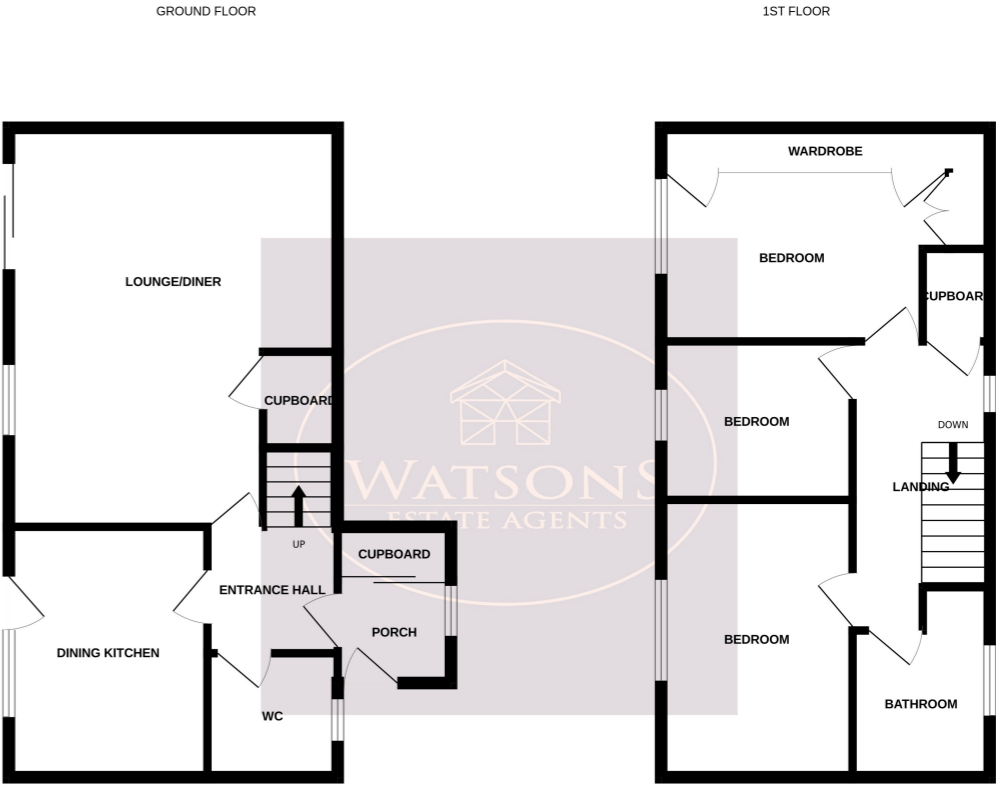 GROUND FLOOR
1ST FLOOR
LOUNGE/DINER
CUPBOARD
UP
CUPBOARD
ENTRANCE HALL
PORCH
DINING KITCHEN
WC
WARDROBE
BEDROOM
CUPBOAR
BEDROOM
DOWN
LANDING
BEDROOM
BATHROOM
WATSONS
ESTATE AGENTS